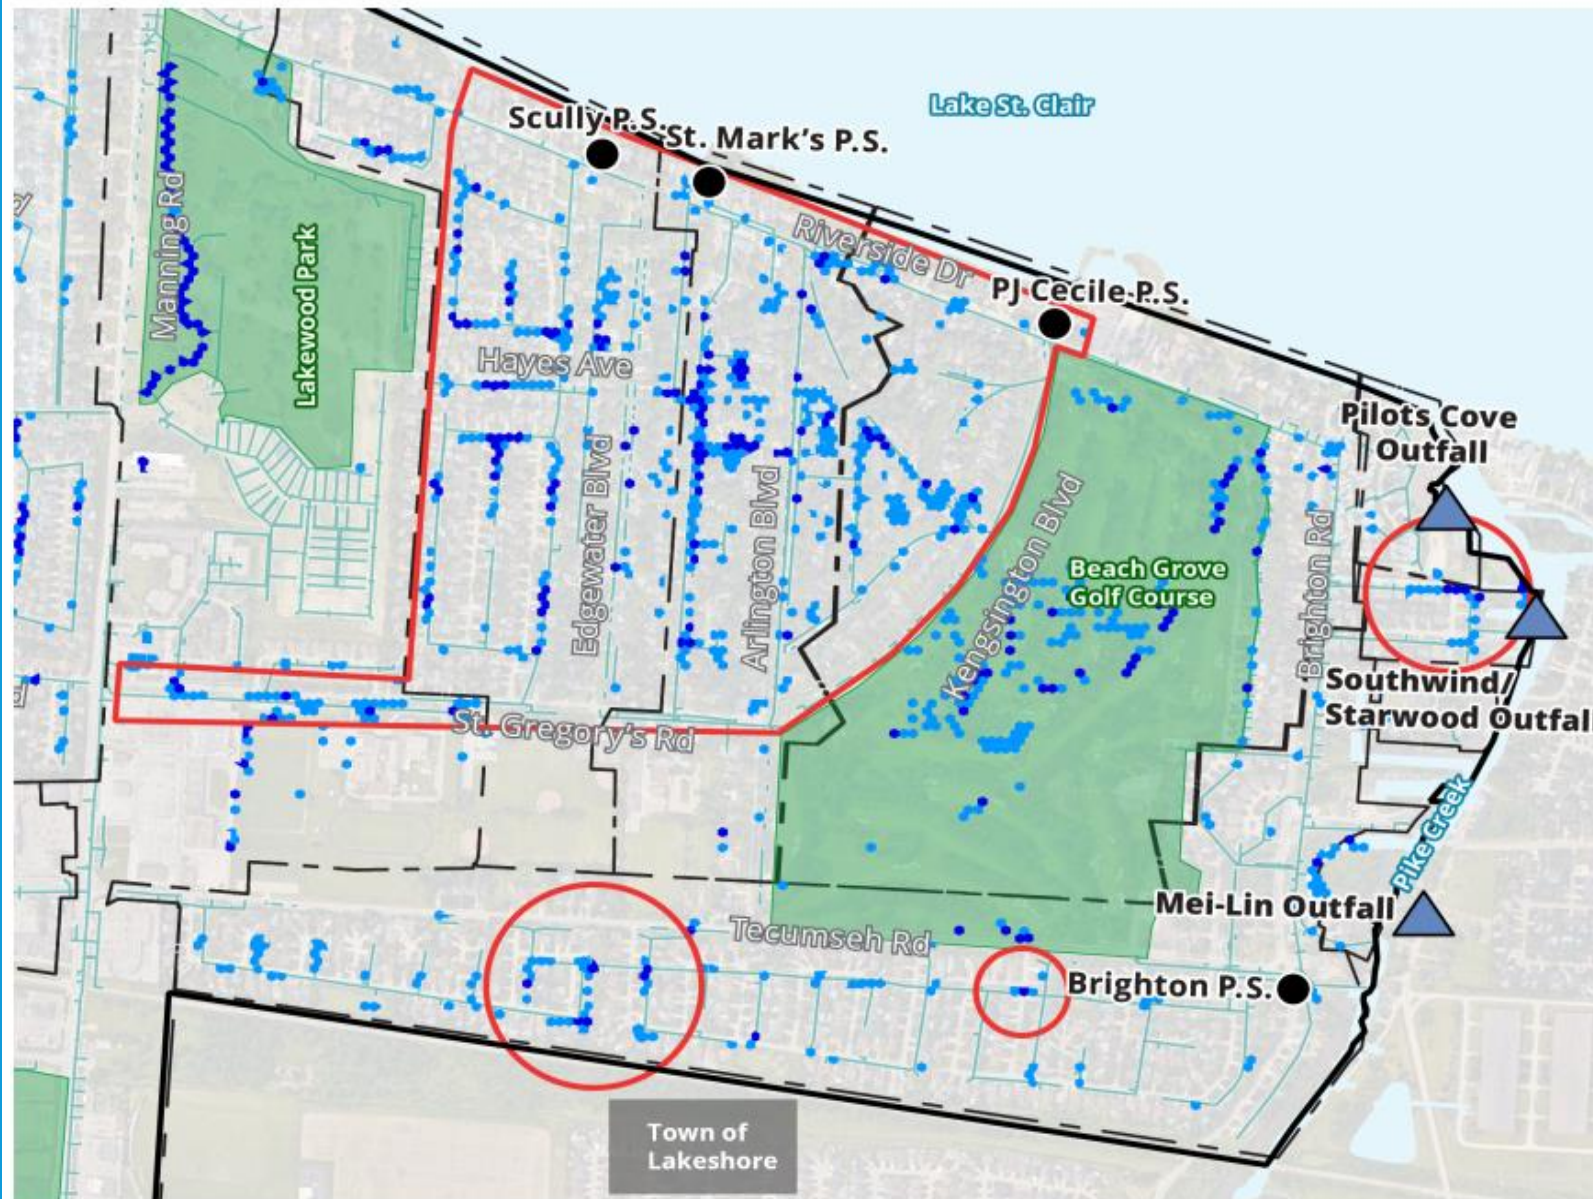 Lake St. Clair
Scully P.S.
St. Mark's P.S.
Riverside Dr
PJ Cecile P.S.
Manning Rd
Lakewood Park
Hayes Ave
Pilots Cove
Outfall
Edgewater Blvd
Arlington Blvd
Kengsington Blvd
Beach Grove
Golf Course
Brighton Rd
Southwind/
Starwood Outfal
St. Gregory's Rd
Pike Creek
Mei-Lin Outfall
Tecumseh Rd
Brighton P.S.
Town of
Lakeshore